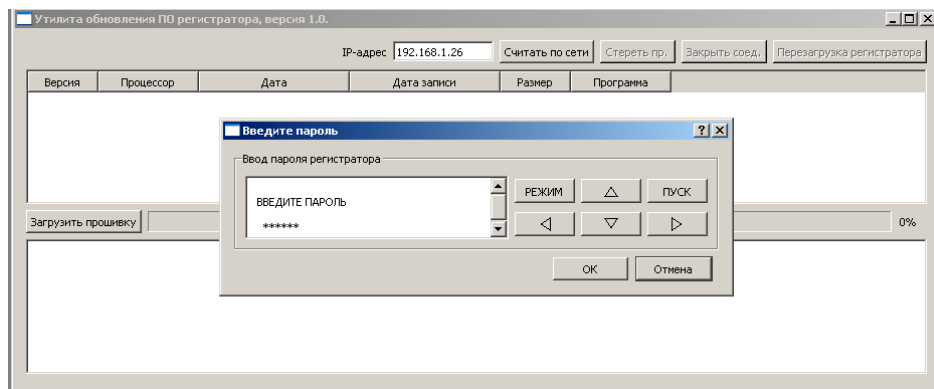 Утилита обновления ПО регистратора, версия 1.0.
IP-адрес 192.168.1.26 Считать по сети Стереть пр. Закрыть соед. Перезагрузка регистратора
Версия Процессор Дата Дата записи Размер Программа
Введите пароль
Ввод пароля регистратора
ВВЕДИТЕ ПАРОЛЬ
******
РЕЖИМ ПУСК
OK Отмена
Загрузить прошивку 0%